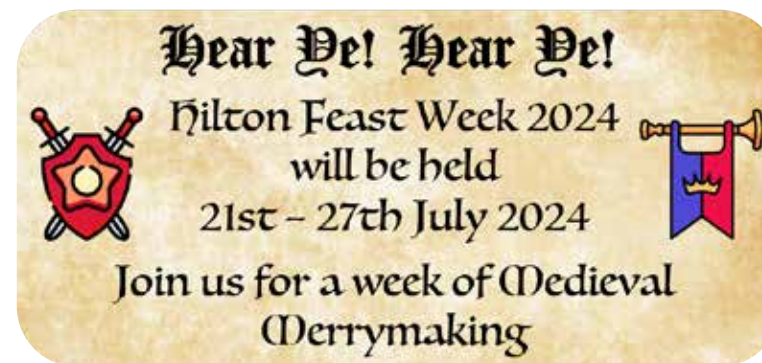 Hear Ye! Hear Ye!
Hilton Feast Week 2024
will be held
21st – 27th July 2024
Join us for a week of Medieval
Merrymaking